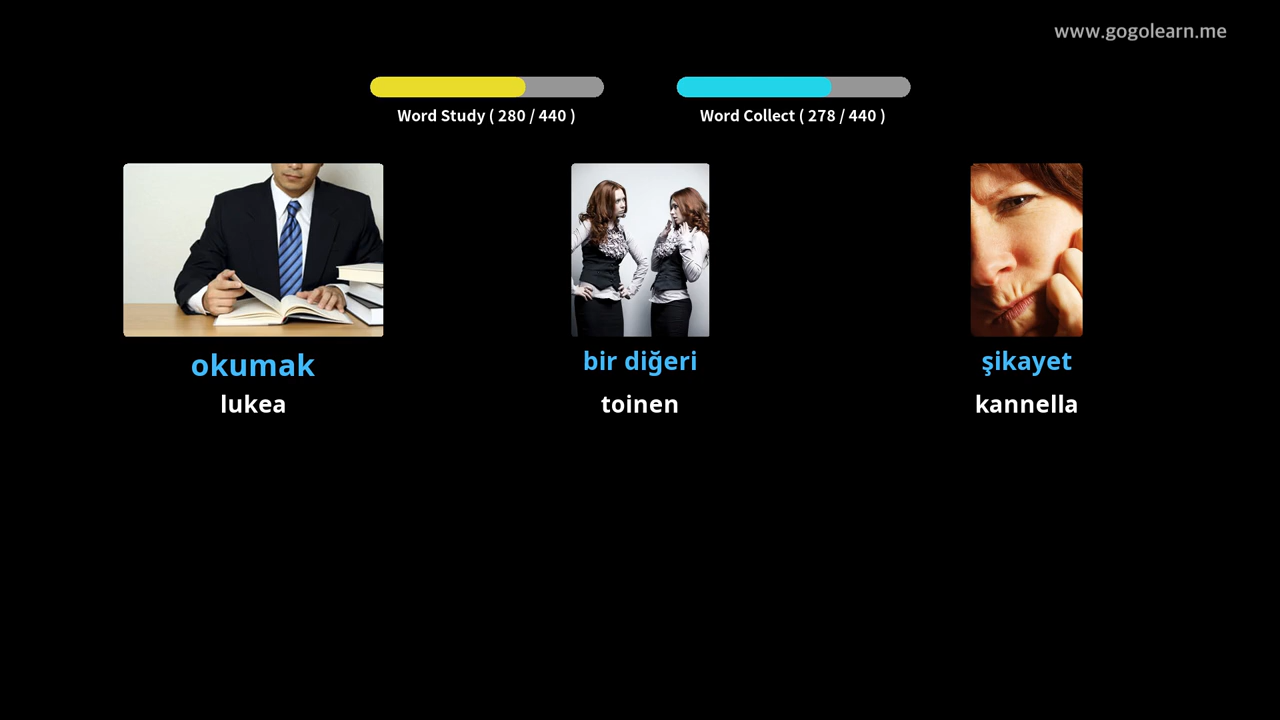 www.gogolearn.me
Word Study ( 280 / 440 )
Word Collect ( 278 / 440 )
okumak
lukea
bir diğeri
toinen
şikayet
kannella